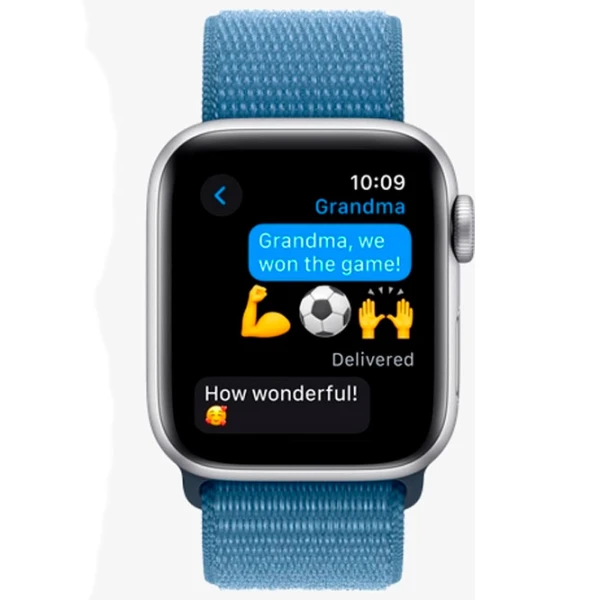 10:09
Grandma
Grandma, we
won the game!
💪⚽🙌
Delivered
How wonderful!
🥰